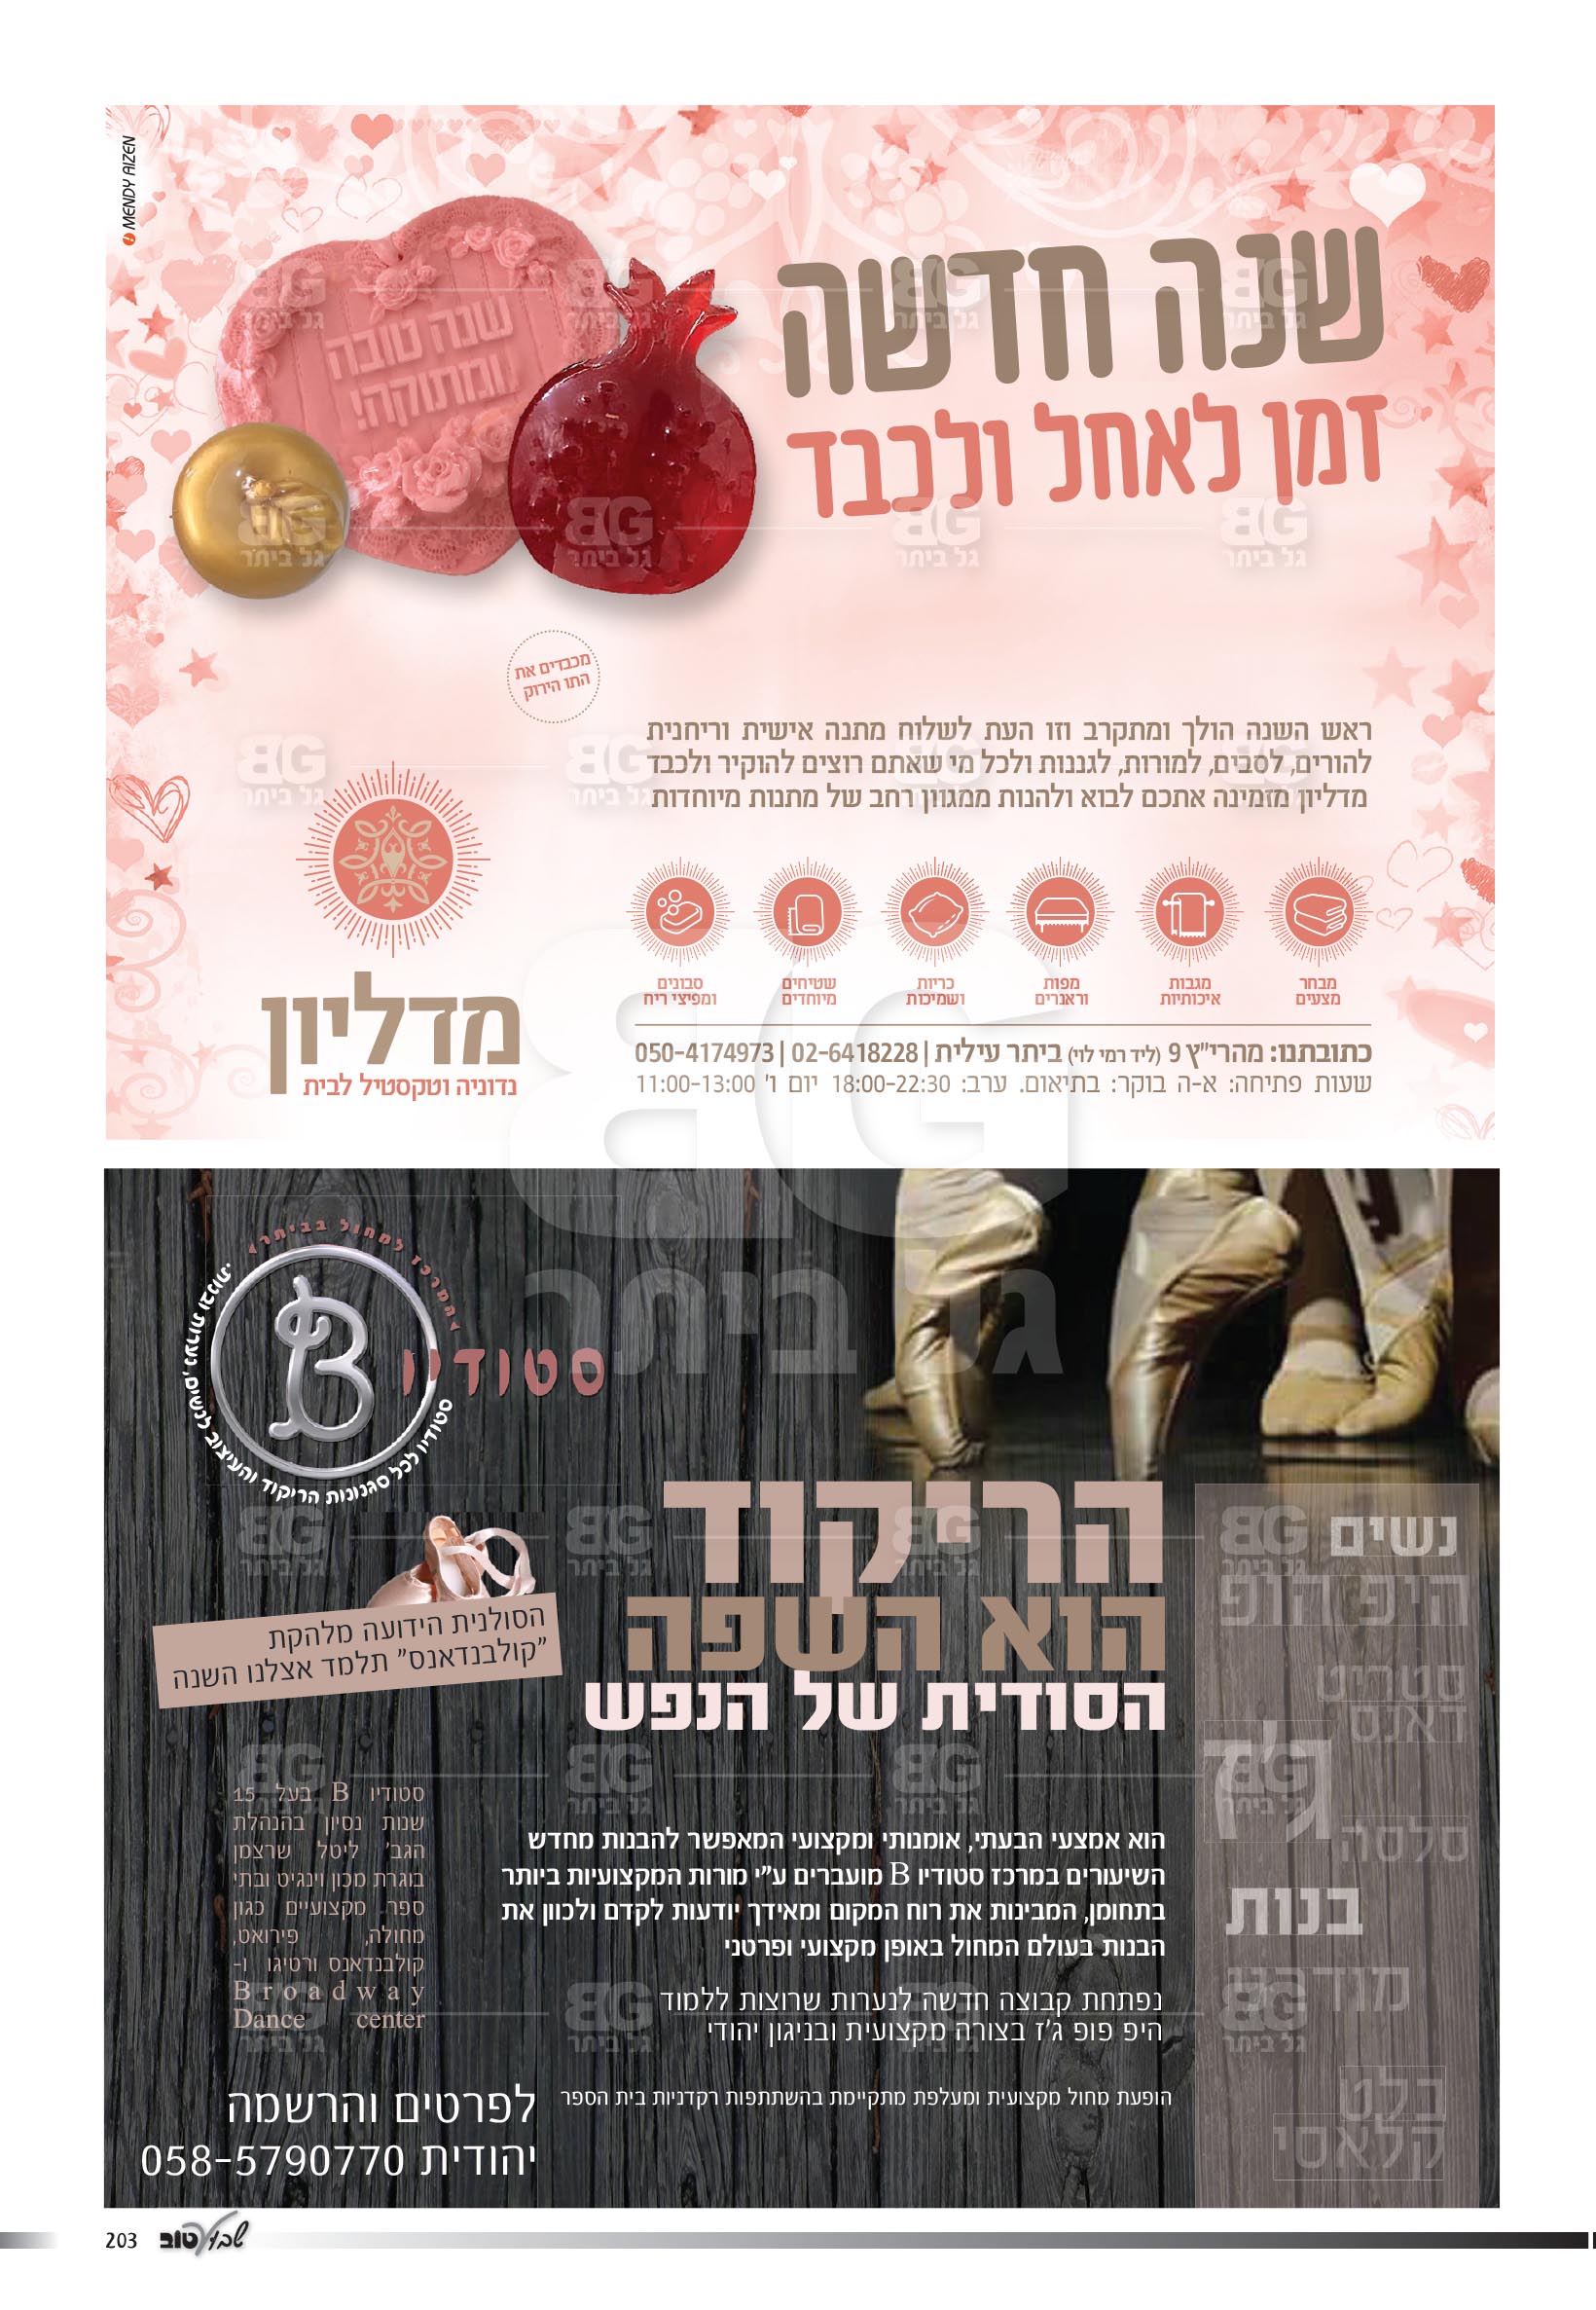 MENDY AIZEN
שנה חדשה
זמן לאחל ולכבד
שנה טובה
ומתוקה!
מכבדים את
התו הירוק
ראש השנה הולך ומתקרב וזו העת לשלוח מתנה אישית וריחנית
להורים, לסבים, למורות, לגננות ולכל מי שאתם רוצים להוקיר ולכבד
מדליון מזמינה אתכם לבוא ולהנות ממגוון רחב של מתנות מיוחדות
מבחר
מצעים
מגבות
איכותיות
מפות
וראנרים
כריות
ושמיכות
שטיחים
מיוחדים
סבונים
ומפיצי ריח
מדליון
נדוניה וטקסטיל לבית
כתובתנו: מהרי"ץ 9 (ליד רמי לוי) ביתר עילית | 02-6418228 | 050-4174973
שעות פתיחה: א-ה בוקר: בתיאום. ערב: 18:00-22:30 יום ו' 11:00-13:00
BG
גל ביתר
המרכז למחול בביתר
סטודיו B
סטודיו לכל סגנונות הריקוד והעיצוב לנשים, נערות ובנות.
הריקוד
הוא השפה
הסודית של הנפש
הסולנית הידועה מלהקת
"קולבנדאנס" תלמד אצלנו השנה
נשים
היפ הופ
סטריט
דאנס
ג'ז
סלסה
בנות
מודרני
בלט
קלאסי
סטודיו B בעל 15
שנות נסיון בהנהלת
הגב' ליטל שרצמן
בוגרת מכון וינגיט ובתי
ספר מקצועיים כגון
מחולה, פירואט,
קולבנדאנס ורטיגו ו-
Broadway
Dance center
הוא אמצעי הבעתי, אומנותי ומקצועי המאפשר להבנות מחדש
השיעורים במרכז סטודיו B מועברים ע"י מורות המקצועיות ביותר
בתחומן, המבינות את רוח המקום ומאידך יודעות לקדם ולכוון את
הבנות בעולם המחול באופן מקצועי ופרטני
נפתחת קבוצה חדשה לנערות שרוצות ללמוד
היפ פופ ג'ז בצורה מקצועית ובניגון יהודי
הופעת מחול מקצועית ומעלפת מתקיימת בהשתתפות רקדניות בית הספר
לפרטים והרשמה
יהודית 058-5790770
203 שבוע טוב